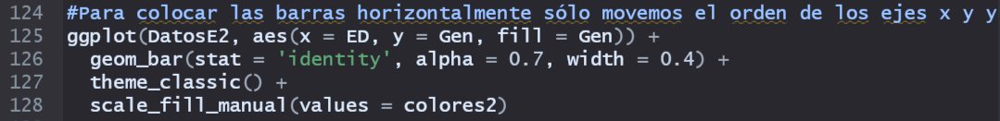 124 #Para colocar las barras horizontalmente sólo movemos el orden de los ejes x y y
125 ggplot(DatosE2, aes(x = ED, y = Gen, fill = Gen)) +
126   geom_bar(stat = 'identity', alpha = 0.7, width = 0.4) +
127   theme_classic() +
128   scale_fill_manual(values = colores2)